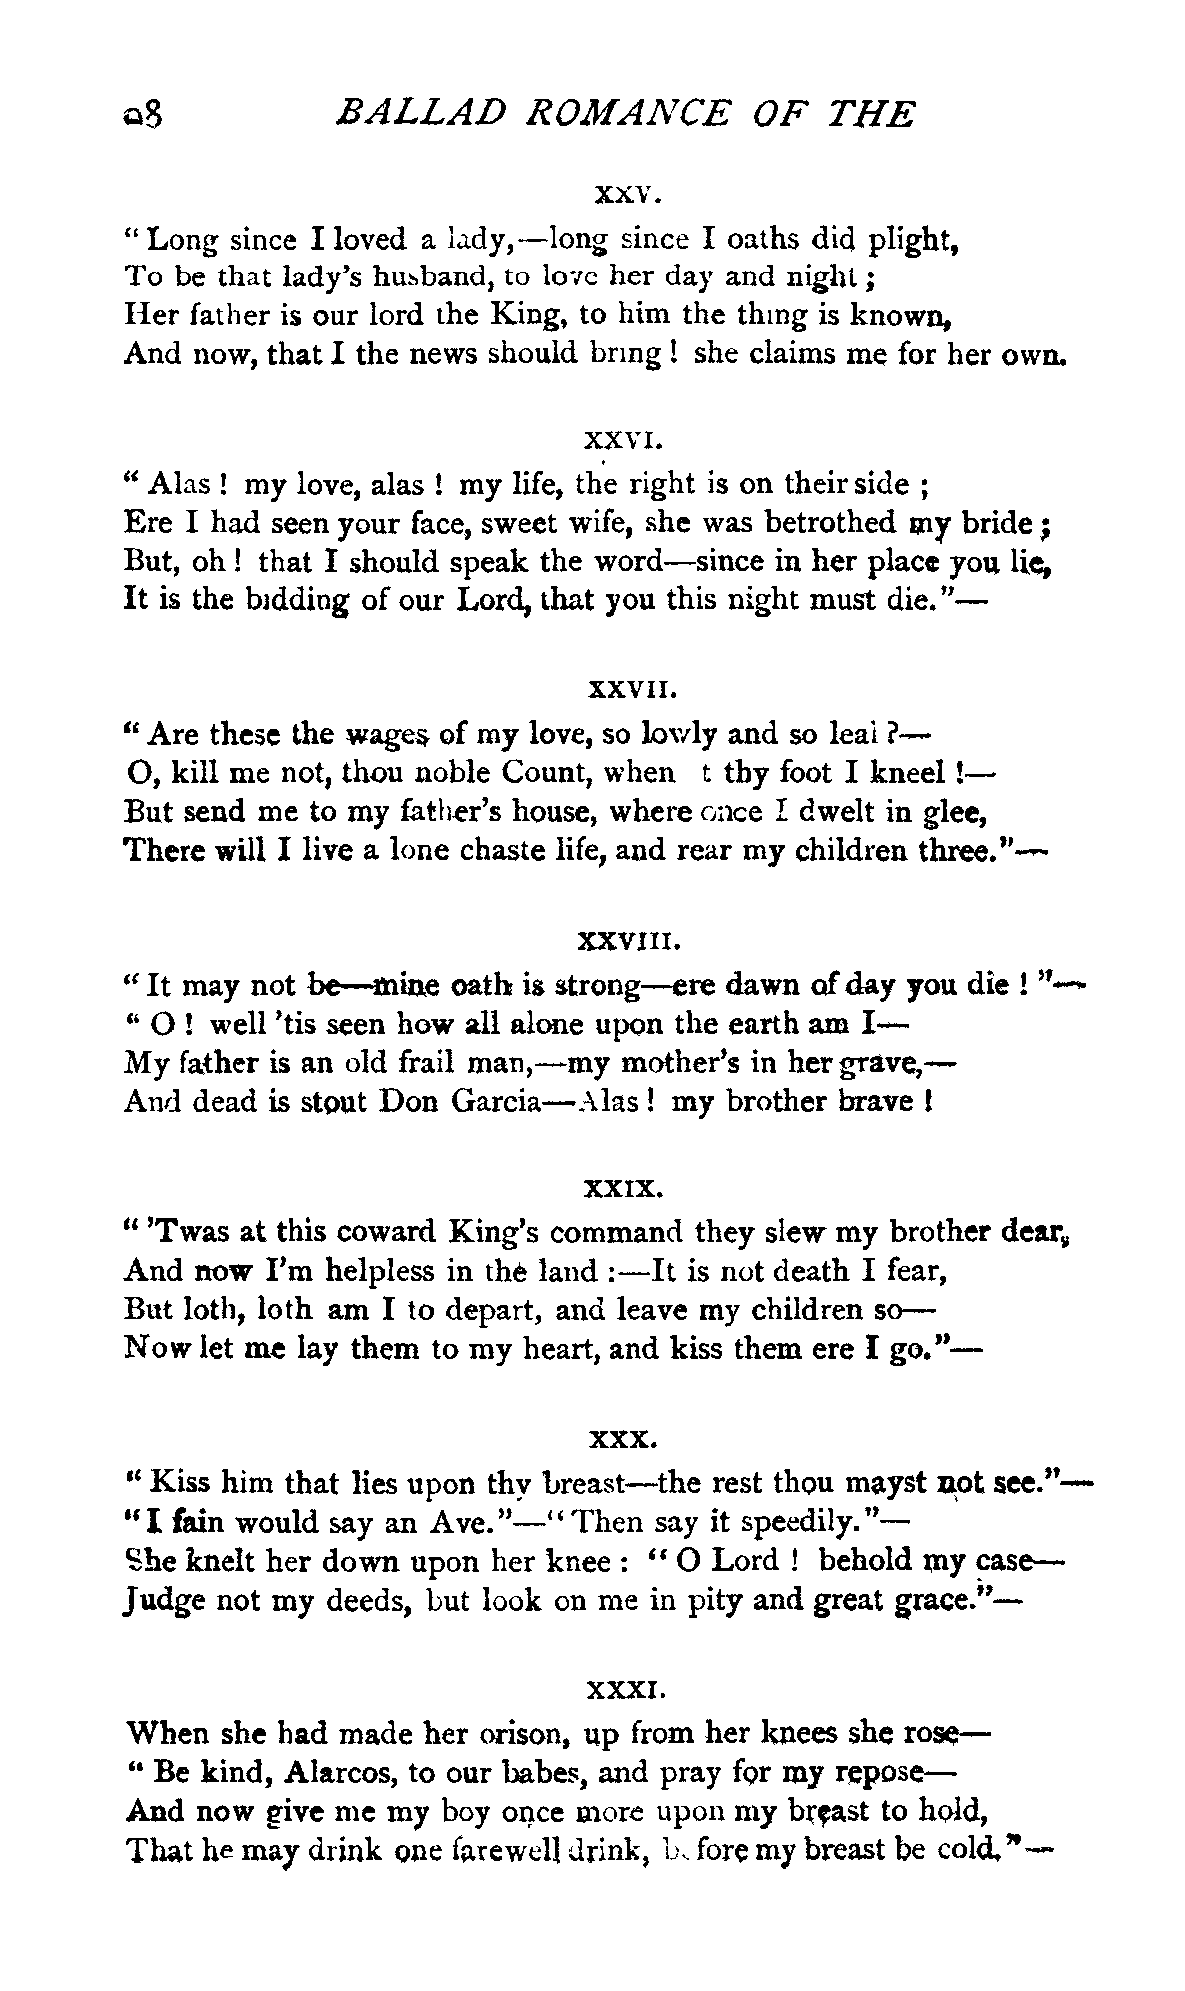 98 BALLAD ROMANCE OF THE
XXV.
“ Long since I loved a lady,—long since I oaths did plight,
To be that lady’s husband, to love her day and night ;
Her father is our lord the King, to him the thing is known,
And now, that I the news should bring ! she claims me for her own.
XXVI.
“ Alas ! my love, alas ! my life, the right is on their side ;
Ere I had seen your face, sweet wife, she was betrothed my bride ;
But, oh ! that I should speak the word—since in her place you lie,
It is the bidding of our Lord, that you this night must die.”—
XXVII.
“ Are these the wages of my love, so lowly and so leal ?—
O, kill me not, thou noble Count, when t thy foot I kneel !—
But send me to my father’s house, where once I dwelt in glee,
There will I live a lone chaste life, and rear my children three.”—
XXVIII.
“ It may not be—mine oath is strong—ere dawn of day you die ! ”—
“ O ! well ’tis seen how all alone upon the earth am I—
My father is an old frail man,—my mother’s in her grave,—
And dead is stout Don Garcia—Alas ! my brother brave !
XXIX.
“ ’Twas at this coward King’s command they slew my brother dear,
And now I’m helpless in the land :—It is not death I fear,
But loth, loth am I to depart, and leave my children so—
Now let me lay them to my heart, and kiss them ere I go.”—
XXX.
“ Kiss him that lies upon thy breast—the rest thou mayst not see.”—
“ I fain would say an Ave.”—“ Then say it speedily.”—
She knelt her down upon her knee : “ O Lord ! behold my case—
Judge not my deeds, but look on me in pity and great grace.”—
XXXI.
When she had made her orison, up from her knees she rose—
“ Be kind, Alarcos, to our babes, and pray for my repose—
And now give me my boy once more upon my breast to hold,
That he may drink one farewell drink, before my breast be cold.”—